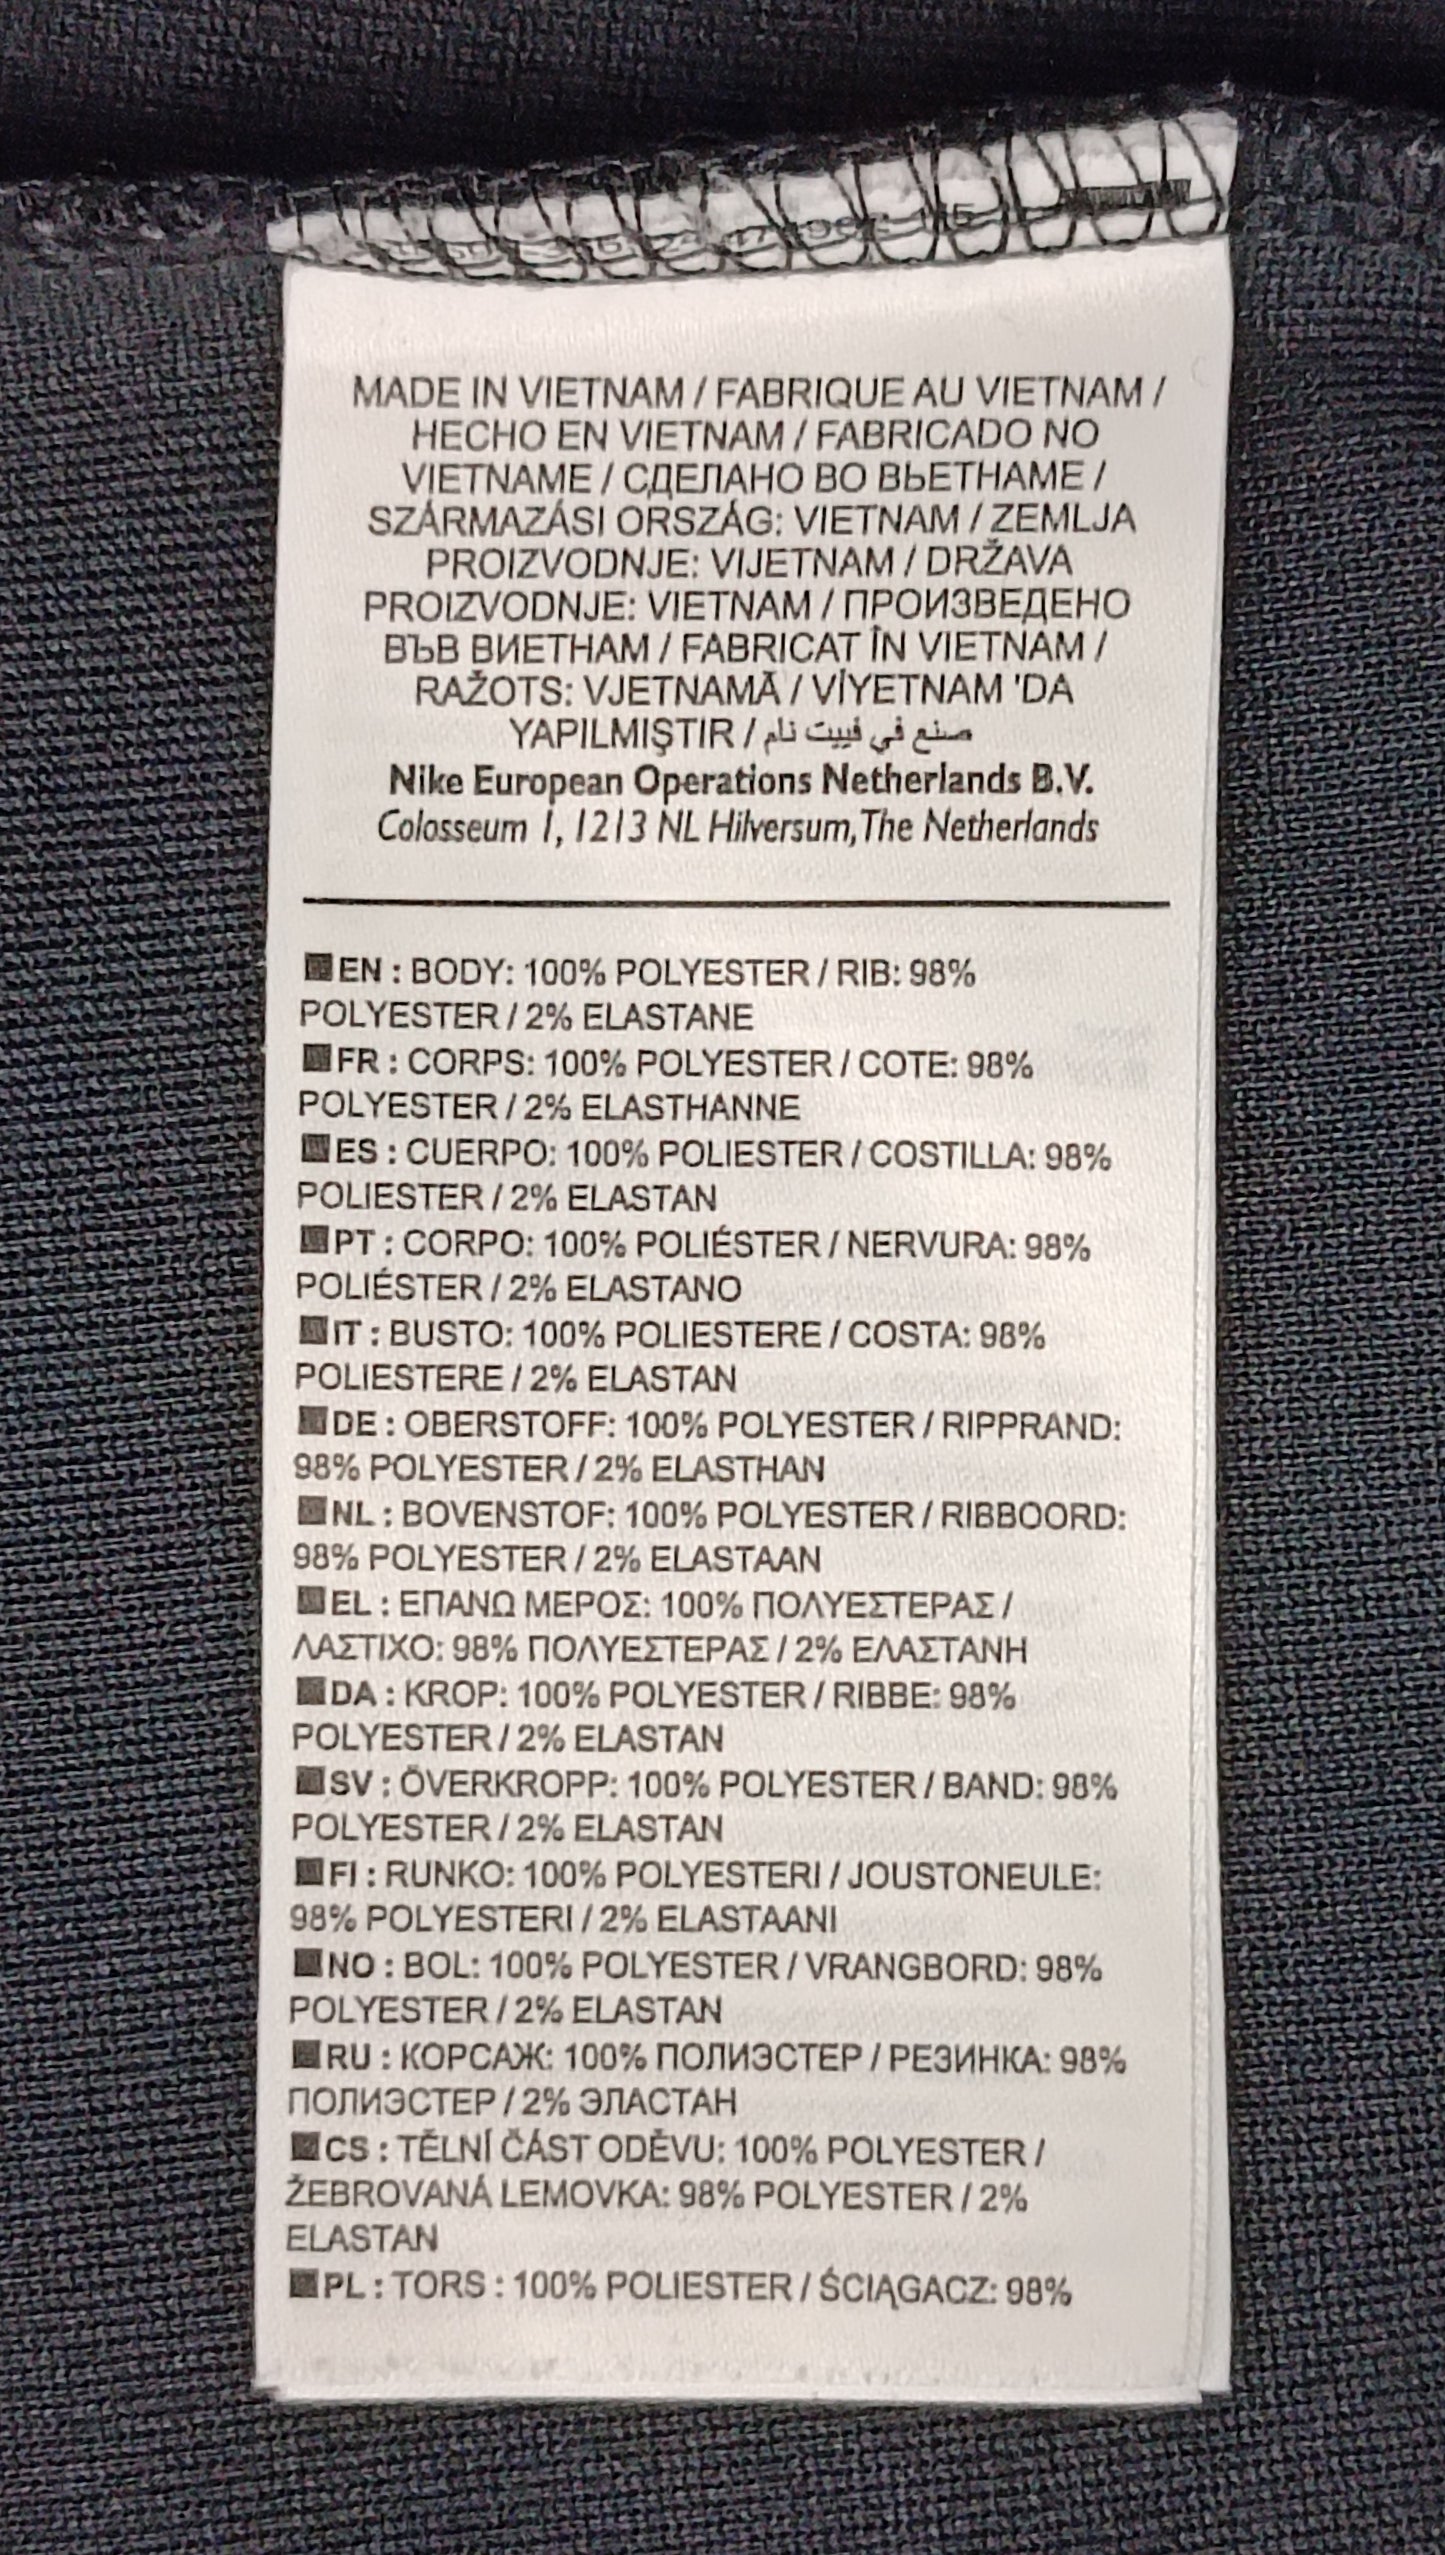 MADE IN VIETNAM / FABRIQUE AU VIETNAM /
HECHO EN VIETNAM / FABRICADO NO
VIETNAME / СДЕЛАНО ВО ВЬЕТНАМЕ /
SZÁRMAZÁSI ORSZÁG: VIETNAM / ZEMLJA
PROIZVODNJE: VIJETNAM / DRŽAVA
PROIZVODNJE: VIETNAM / ПРОИЗВЕДЕНО
ВЪВ ВИЕТНАМ / FABRICAT ÎN VIETNAM /
RAŽOTS: VJETNAMĀ / VİYETNAM 'DA
YAPILMIŞTIR / صنع في فييت نام
Nike European Operations Netherlands B.V.
Colosseum 1, 1213 NL Hilversum, The Netherlands
EN : BODY: 100% POLYESTER / RIB: 98%
POLYESTER / 2% ELASTANE
FR : CORPS: 100% POLYESTER / COTE: 98%
POLYESTER / 2% ELASTHANNE
ES : CUERPO: 100% POLIESTER / COSTILLA: 98%
POLIESTER / 2% ELASTAN
PT : CORPO: 100% POLIÉSTER / NERVURA: 98%
POLIÉSTER / 2% ELASTANO
IT : BUSTO: 100% POLIESTERE / COSTA: 98%
POLIESTERE / 2% ELASTAN
DE : OBERSTOFF: 100% POLYESTER / RIPPRAND:
98% POLYESTER / 2% ELASTHAN
NL : BOVENSTOF: 100% POLYESTER / RIBBOORD:
98% POLYESTER / 2% ELASTAAN
EL : ΕΠΑΝΩ ΜΕΡΟΣ: 100% ΠΟΛΥΕΣΤΕΡΑΣ /
ΛΑΣΤΙΧΟ: 98% ΠΟΛΥΕΣΤΕΡΑΣ / 2% ΕΛΑΣΤΑΝΗ
DA : KROP: 100% POLYESTER / RIBBE: 98%
POLYESTER / 2% ELASTAN
SV : ÖVERKROPP: 100% POLYESTER / BAND: 98%
POLYESTER / 2% ELASTAN
FI : RUNKO: 100% POLYESTERI / JOUSTONEULE:
98% POLYESTERI / 2% ELASTAANI
NO : BOL: 100% POLYESTER / VRANGBORD: 98%
POLYESTER / 2% ELASTAN
RU : КОРСАЖ: 100% ПОЛИЭСТЕР / РЕЗИНКА: 98%
ПОЛИЭСТЕР / 2% ЭЛАСТАН
CS : TĚLNÍ ČÁST ODĚVU: 100% POLYESTER /
ŽEBROVANÁ LEMOVKA: 98% POLYESTER / 2%
ELASTAN
PL : TORS : 100% POLIESTER / ŚCIĄGACZ: 98%